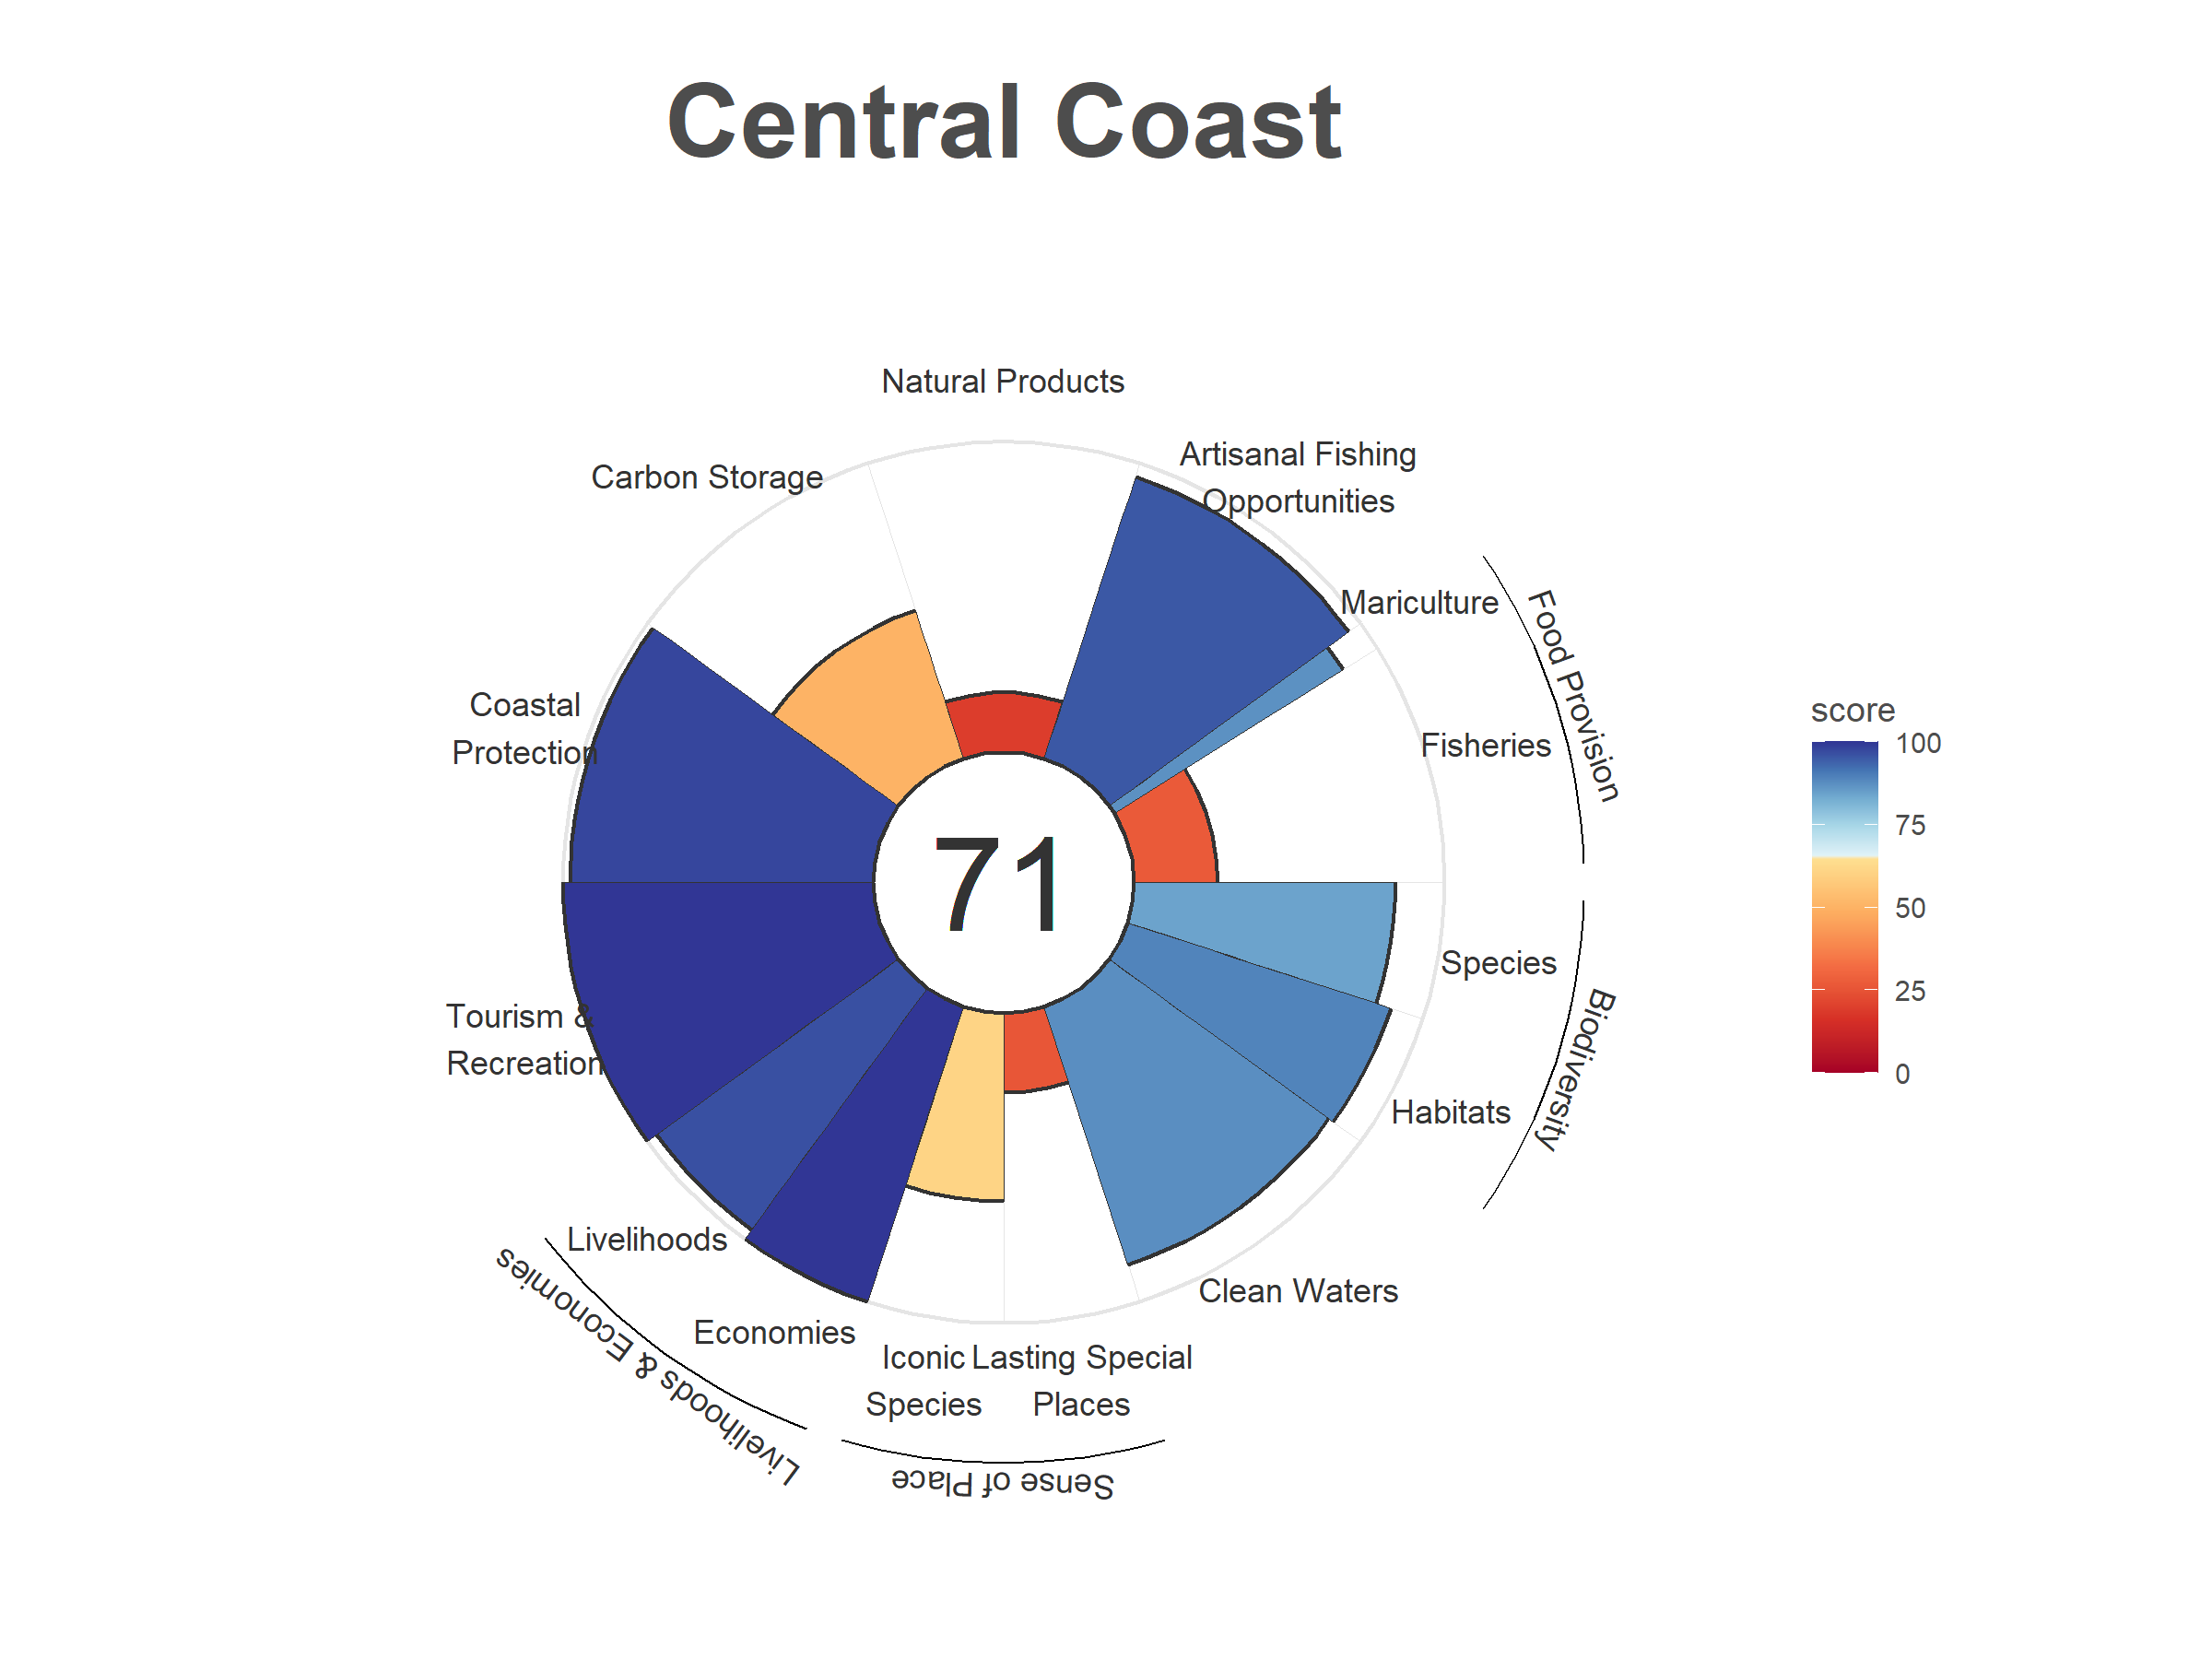 Central Coast
Natural Products
Artisanal Fishing
Opportunities
Carbon Storage
Mariculture
Food Provision
Fisheries
Coastal
Protection
score
100
75
50
25
0
71
Species
Biodiversity
Habitats
Tourism &
Recreation
Livelihoods
Clean Waters
Economies
Livelihoods & Economies
Iconic
Species
Lasting Special
Places
Sense of Place